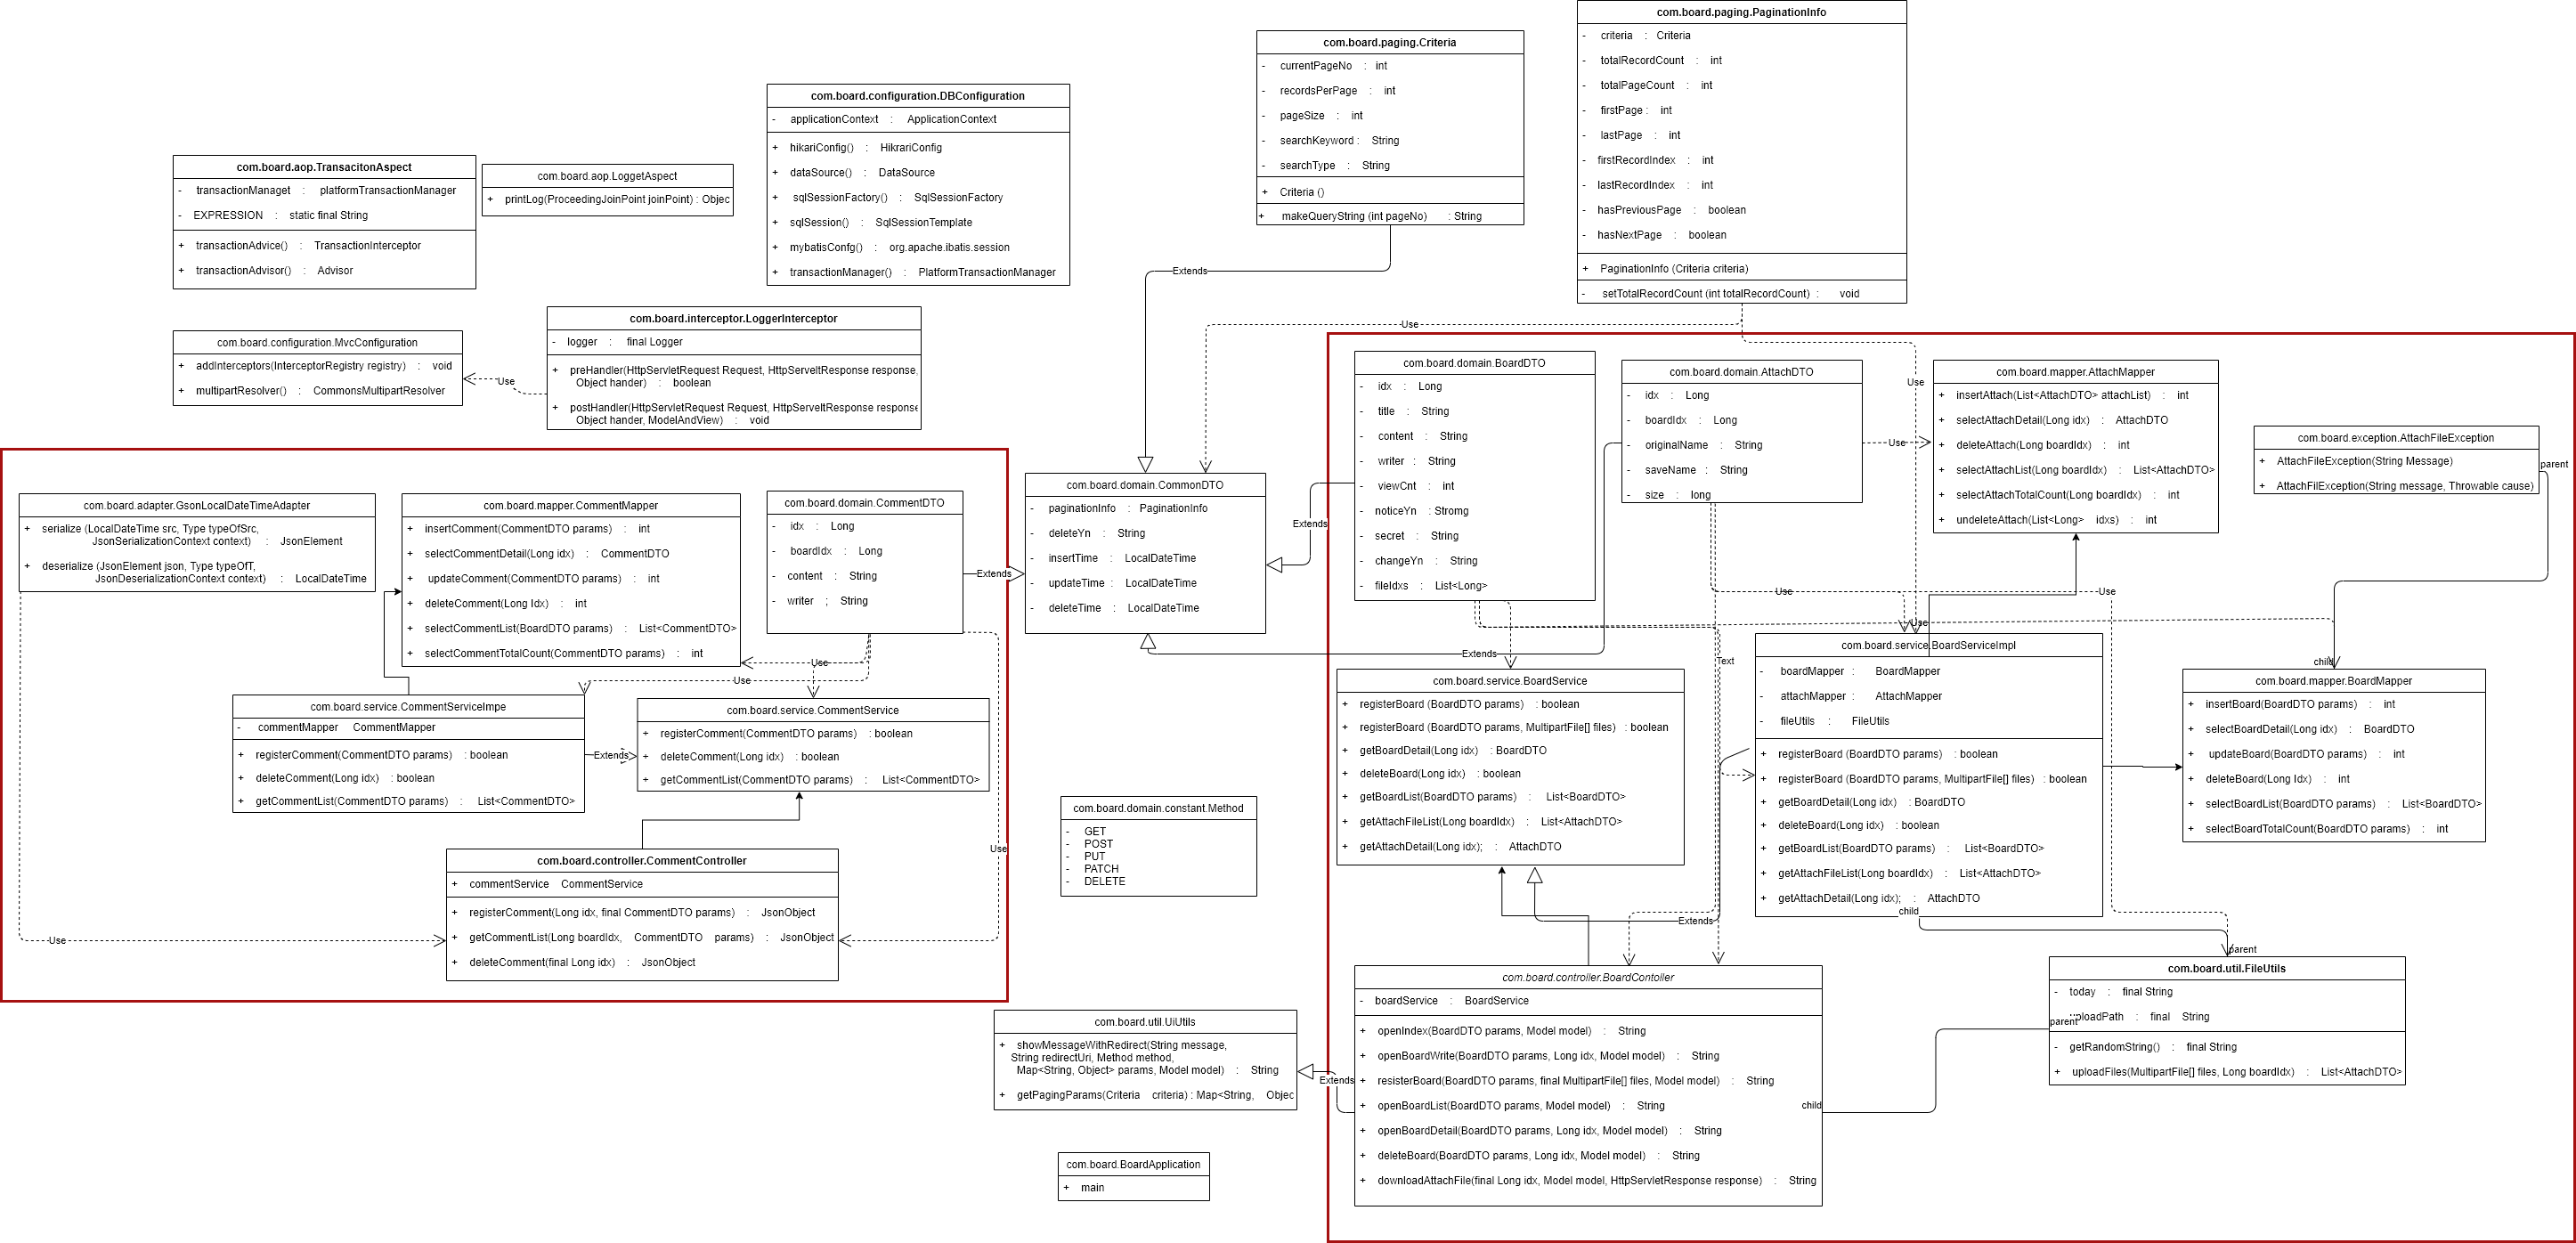 com.board.paging.PaginationInfo
- criteria : Criteria
- totalRecordCount : int
- totalPageCount : int
- firstPage : int
- lastPage : int
- firstRecordIndex : int
- lastRecordIndex : int
- hasPreviousPage : boolean
- hasNextPage : boolean
+ PaginationInfo (Criteria criteria)
- setTotalRecordCount (int totalRecordCount) : void
com.board.paging.Criteria
- currentPageNo : int
- recordsPerPage : int
- pageSize : int
- searchKeyword : String
- searchType : String
+ Criteria ()
+ makeQueryString (int pageNo) : String
com.board.configuration.DBConfiguration
- applicationContext : ApplicationContext
+ hikariConfig() : HikrariConfig
+ dataSource() : DataSource
+ sqlSessionFactory() : SqlSessionFactory
+ sqlSession() : SqlSessionTemplate
+ mybatisConfg() : org.apache.ibatis.session
+ transactionManager() : PlatformTransactionManager
com.board.aop.TransacitonAspect
- transactionManaget : platformTransactionManager
- EXPRESSION : static final String
+ transactionAdvice() : TransactionInterceptor
+ transactionAdvisor() : Advisor
com.board.aop.LoggetAspect
+ printLog(ProceedingJoinPoint joinPoint) : Objec
Extends
com.board.interceptor.LoggerInterceptor
- logger : final Logger
+ preHandler(HttpServletRequest Request, HttpServeltResponse response,
Object hander) : boolean
+ postHandler(HttpServletRequest Request, HttpServeltResponse response
Object hander, ModelAndView) : void
com.board.configuration.MvcConfiguration
+ addInterceptors(InterceptorRegistry registry) : void
+ multipartResolver() : CommonsMultipartResolver
Use
Use
Use
com.board.domain.BoardDTO
- idx : Long
- title : String
- content : String
- writer : String
- viewCnt : int
- noticeYn : Stromg
- secret : String
- changeYn : String
- fileIdxs : List<Long>
com.board.domain.AttachDTO
- idx : Long
- boardIdx : Long
- originalName : String
- saveName : String
- size : long
Use
com.board.mapper.AttachMapper
+ insertAttach(List<AttachDTO> attachList) : int
+ selectAttachDetail(Long idx) : AttachDTO
+ deleteAttach(Long boardIdx) : int
+ selectAttachList(Long boardIdx) : List<AttachDTO>
+ selectAttachTotalCount(Long boardIdx) : int
+ undeleteAttach(List<Long> idxs) : int
com.board.exception.AttachFileException
+ AttachFileException(String Message)
+ AttachFilException(String message, Throwable cause)
parent
com.board.adapter.GsonLocalDateTimeAdapter
+ serialize (LocalDateTime src, Type typeOfSrc,
JsonSerializationContext context) : JsonElement
+ deserialize (JsonElement json, Type typeOfT,
JsonDeserializationContext context) : LocalDateTime
com.board.mapper.CommentMapper
+ insertComment(CommentDTO params) : int
+ selectCommentDetail(Long idx) : CommentDTO
+ updateComment(CommentDTO params) : int
+ deleteComment(Long Idx) : int
+ selectCommentList(BoardDTO params) : List<CommentDTO>
+ selectCommentTotalCount(CommentDTO params) : int
com.board.domain.CommentDTO
- idx : Long
- boardIdx : Long
- content : String
- writer ; String
Extends
com.board.domain.CommonDTO
- paginationInfo : PaginationInfo
- deleteYn : String
- insertTime : LocalDateTime
- updateTime : LocalDateTime
- deleteTime : LocalDateTime
Extends
Extends
Use
Use
Use
Text
child
Use
Use
com.board.service.CommentServiceImpe
- commentMapper CommentMapper
+ registerComment(CommentDTO params) : boolean
+ deleteComment(Long idx) : boolean
+ getCommentList(CommentDTO params) : List<CommentDTO>
Extends
com.board.service.CommentService
+ registerComment(CommentDTO params) : boolean
+ deleteComment(Long idx) : boolean
+ getCommentList(CommentDTO params) : List<CommentDTO>
com.board.controller.CommentController
+ commentService CommentService
+ registerComment(Long idx, final CommentDTO params) : JsonObject
+ getCommentList(Long boardIdx, CommentDTO params) : JsonObject
+ deleteComment(final Long idx) : JsonObject
Use
Use
com.board.domain.constant.Method
- GET
- POST
- PUT
- PATCH
- DELETE
com.board.service.BoardService
+ registerBoard (BoardDTO params) : boolean
+ registerBoard (BoardDTO params, MultipartFile[] files) : boolean
+ getBoardDetail(Long idx) : BoardDTO
+ deleteBoard(Long idx) : boolean
+ getBoardList(BoardDTO params) : List<BoardDTO>
+ getAttachFileList(Long boardIdx) : List<AttachDTO>
+ getAttachDetail(Long idx); : AttachDTO
com.board.service.BoardServiceImpl
- boardMapper : BoardMapper
- attachMapper : AttachMapper
- fileUtils : FileUtils
+ registerBoard (BoardDTO params) : boolean
+ registerBoard (BoardDTO params, MultipartFile[] files) : boolean
+ getBoardDetail(Long idx) : BoardDTO
+ deleteBoard(Long idx) : boolean
+ getBoardList(BoardDTO params) : List<BoardDTO>
+ getAttachFileList(Long boardIdx) : List<AttachDTO>
+ getAttachDetail(Long idx); : AttachDTO
child
com.board.mapper.BoardMapper
+ insertBoard(BoardDTO params) : int
+ selectBoardDetail(Long idx) : BoardDTO
+ updateBoard(BoardDTO params) : int
+ deleteBoard(Long Idx) : int
+ selectBoardList(BoardDTO params) : List<BoardDTO>
+ selectBoardTotalCount(BoardDTO params) : int
Extends
parent
com.board.util.FileUtils
- today : final String
- uploadPath : final String
parent
- getRandomString() : final String
+ uploadFiles(MultipartFile[] files, Long boardIdx) : List<AttachDTO>
com.board.controller.BoardContoller
- boardService : BoardService
+ openIndex(BoardDTO params, Model model) : String
+ openBoardWrite(BoardDTO params, Long idx, Model model) : String
+ resisterBoard(BoardDTO params, final MultipartFile[] files, Model model) : String
+ openBoardList(BoardDTO params, Model model) : String
+ openBoardDetail(BoardDTO params, Long idx, Model model) : String
+ deleteBoard(BoardDTO params, Long idx, Model model) : String
+ downloadAttachFile(final Long idx, Model model, HttpServletResponse response) : String
child
Extends
com.board.util.UiUtils
+ showMessageWithRedirect(String message,
String redirectUri, Method method,
Map<String, Object> params, Model model) : String
+ getPagingParams(Criteria criteria) : Map<String, Objec
com.board.BoardApplication
+ main